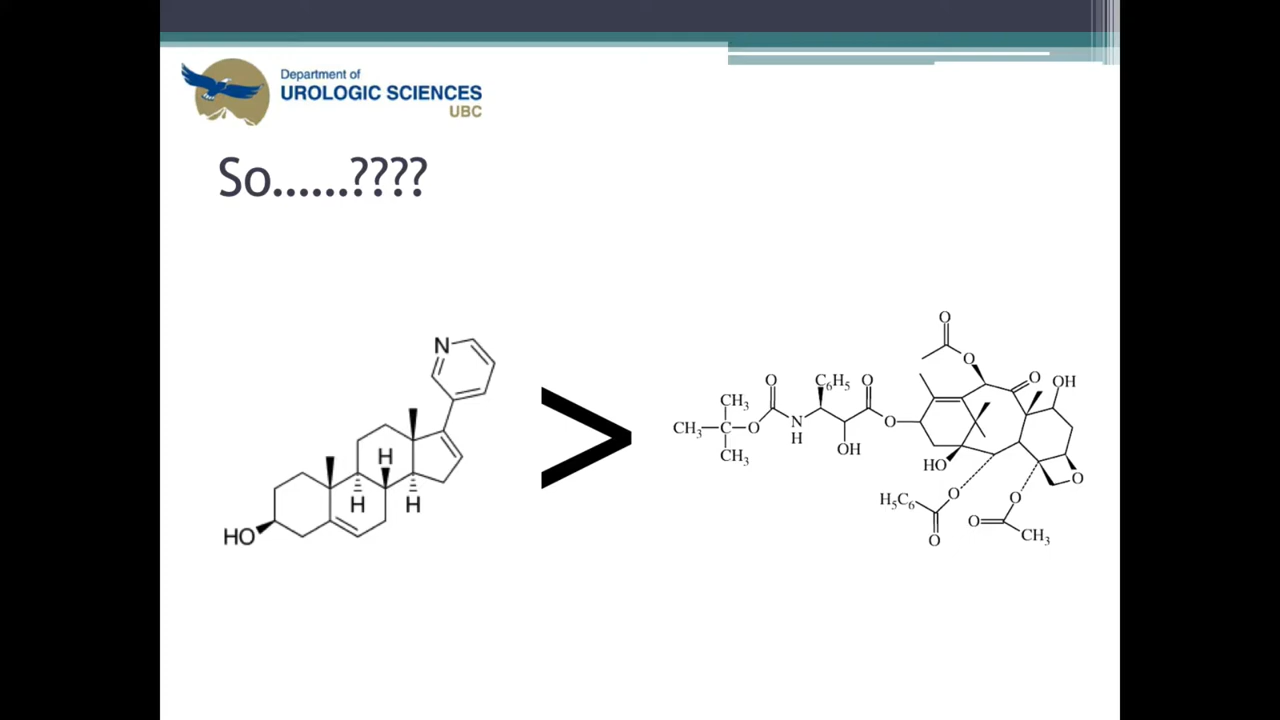 Department of
UROLOGIC SCIENCES
UBC
So......????
N
H
H
H
HO
>
O
O
O
OH
C6H5
O
O
CH3
CH3
C
O
N
H
OH
O
CH3
HO
H5C6
O
O
O
O
O
CH3
O